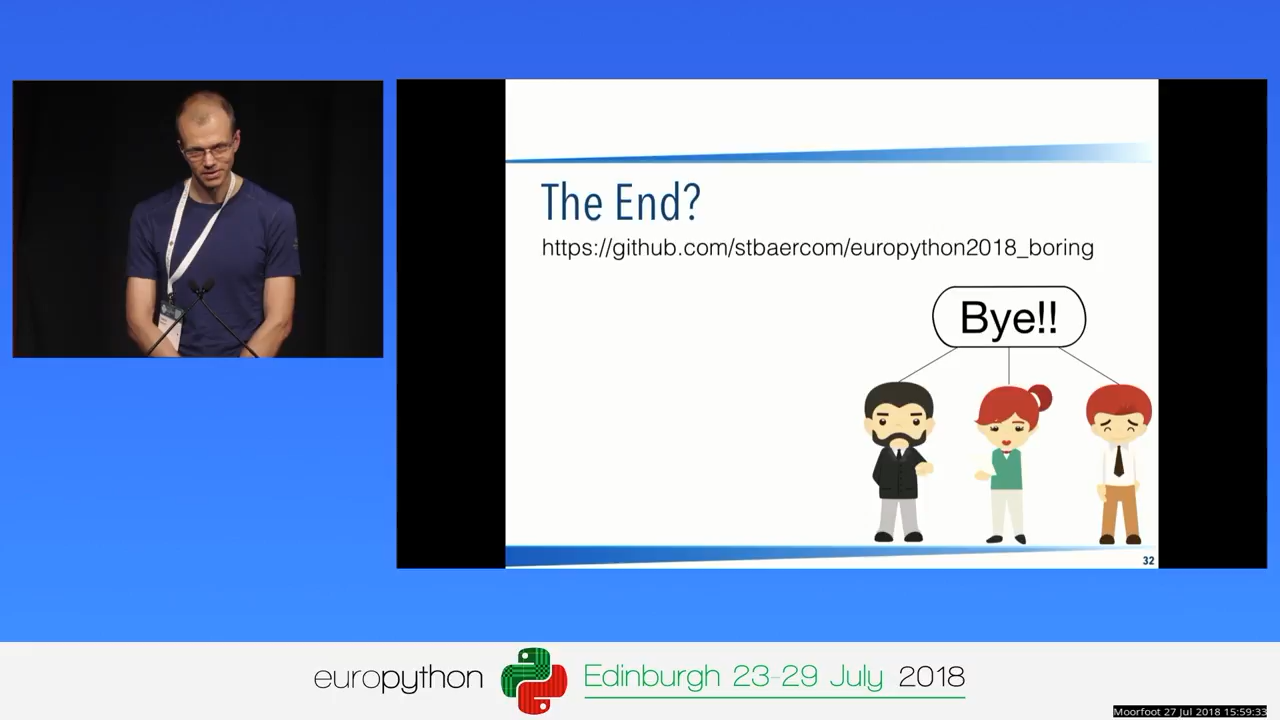 The End?
https://github.com/stbaercom/europython2018_boring
Bye!!
32
europython Edinburgh 23-29 July 2018
Moorfoot 27 Jul 2018 15:59:33